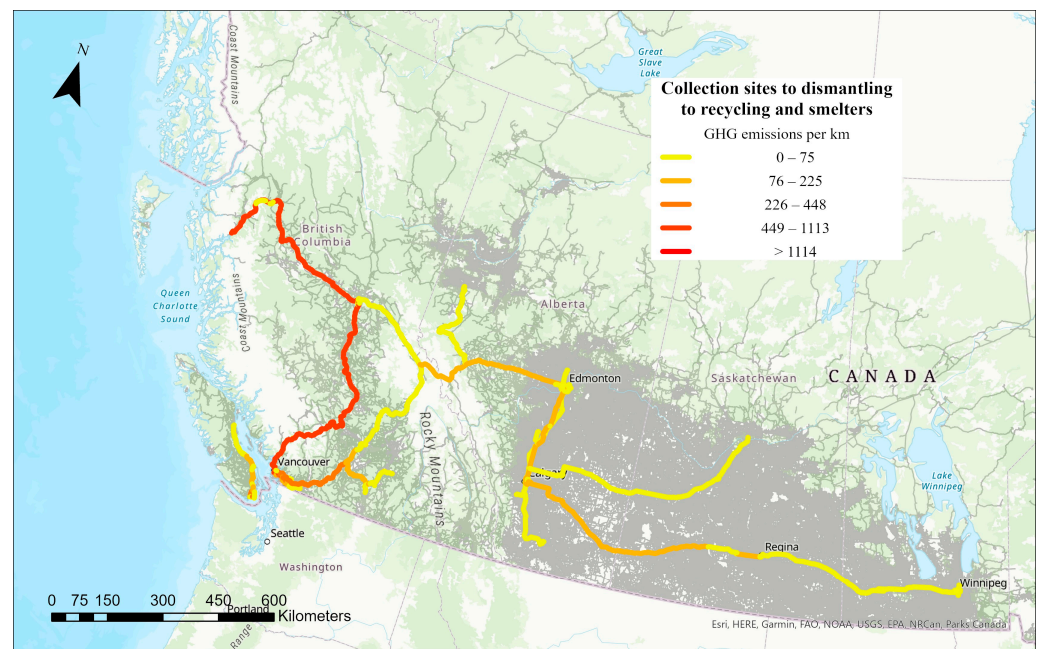 N
Coast Mountains
Great
Slave
Lake
Collection sites to dismantling
to recycling and smelters
GHG emissions per km
0 – 75
76 – 225
226 – 448
449 – 1113
> 1114
British
Columbia
Queen
Charlotte
Sound
Coast Mountains
Alberta
Edmonton
Saskatchewan
CANADA
Rocky Mountains
Vancouver
Calgary
Lake
Winnipeg
Seattle
Regina
Washington
Winnipeg
0 75 150 300 450 600
Kilometers
Portland
Range
Esri, HERE, Garmin, FAO, NOAA, USGS, EPA, NRCan, Parks Canada